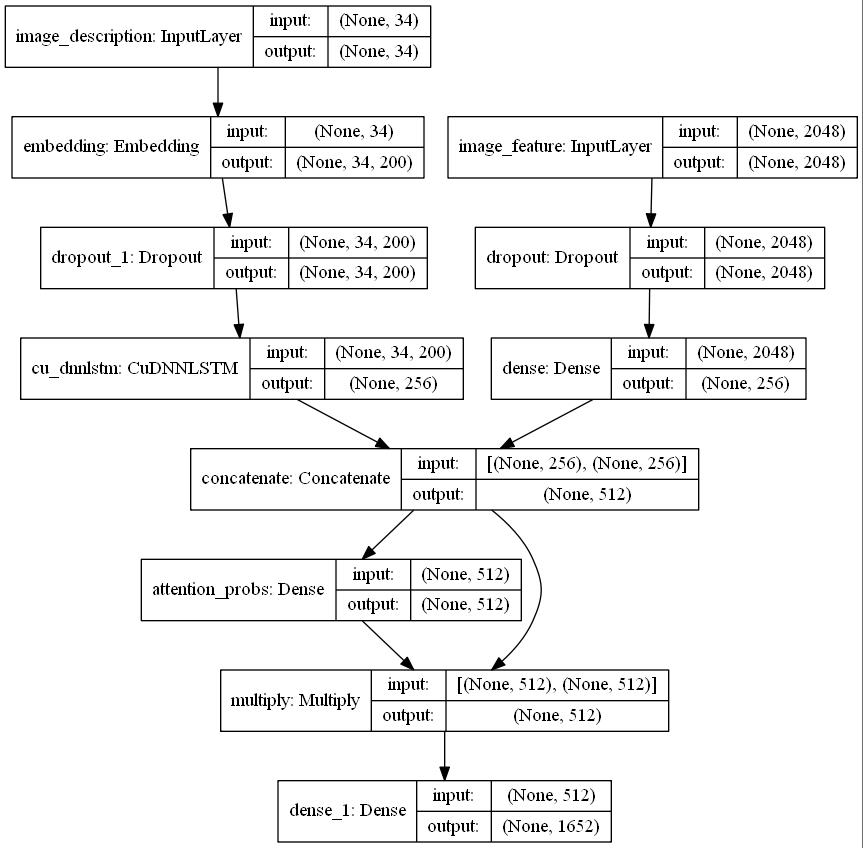 image_description: InputLayer
input: (None, 34)
output: (None, 34)
embedding: Embedding
input: (None, 34)
output: (None, 34, 200)
image_feature: InputLayer
input: (None, 2048)
output: (None, 2048)
dropout_1: Dropout
input: (None, 34, 200)
output: (None, 34, 200)
dropout: Dropout
input: (None, 2048)
output: (None, 2048)
cu_dnnlstm: CuDNNLSTM
input: (None, 34, 200)
output: (None, 256)
dense: Dense
input: (None, 2048)
output: (None, 256)
concatenate: Concatenate
input: [(None, 256), (None, 256)]
output: (None, 512)
attention_probs: Dense
input: (None, 512)
output: (None, 512)
multiply: Multiply
input: [(None, 512), (None, 512)]
output: (None, 512)
dense_1: Dense
input: (None, 512)
output: (None, 1652)